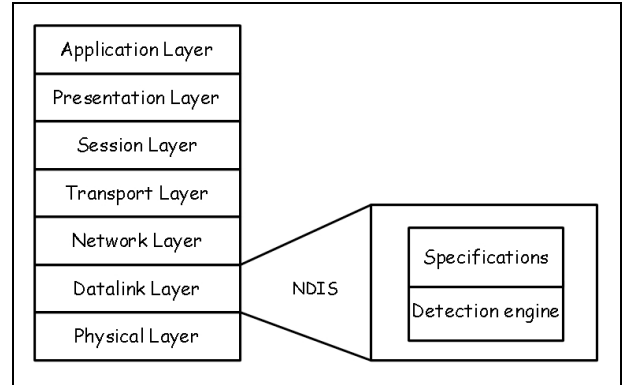 Application Layer
Presentation Layer
Session Layer
Transport Layer
Network Layer
Datalink Layer
Physical Layer
NDIS
Specifications
Detection engine